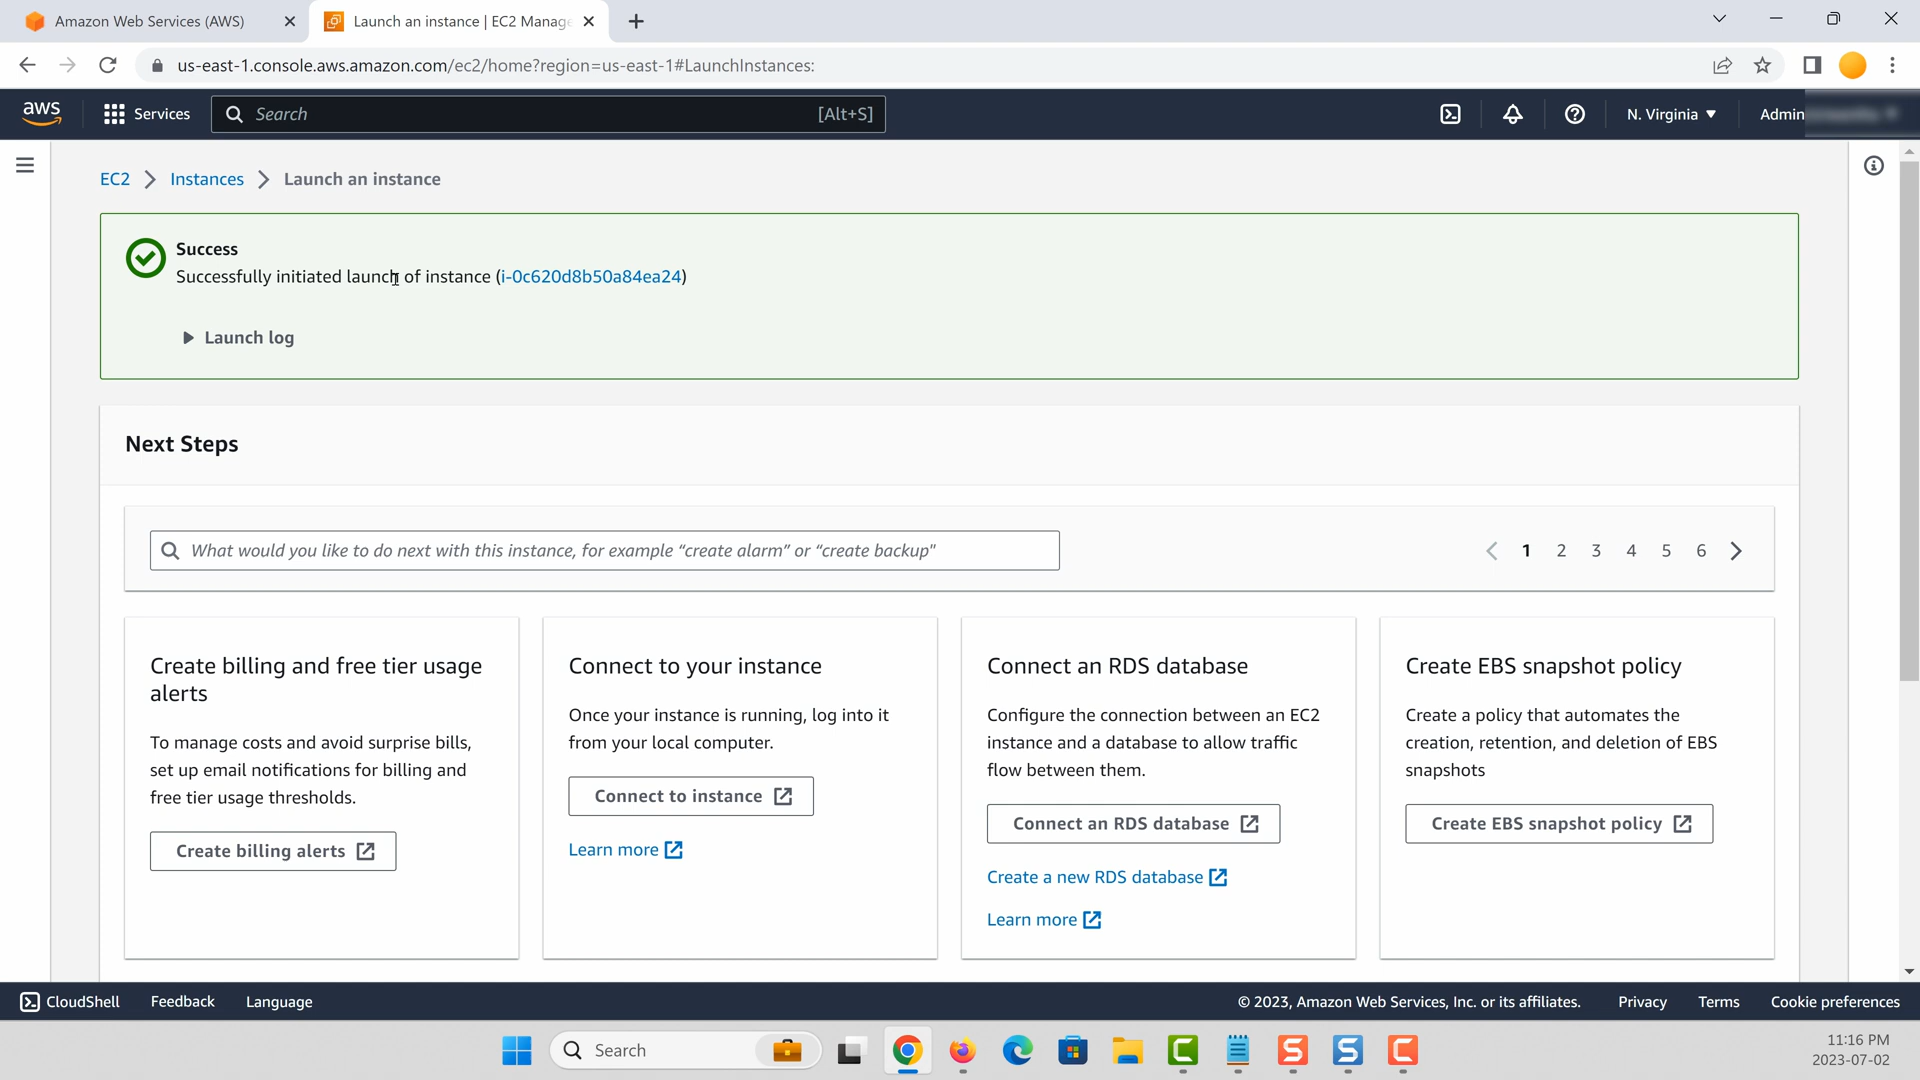 Amazon Web Services (AWS)
Launch an instance | EC2 Manage
us-east-1.console.aws.amazon.com/ec2/home?region=us-east-1#LaunchInstances:
aws
Services
Search
[Alt+S]
N. Virginia
Admin
EC2
Instances
Launch an instance
Success
Successfully initiated launch of instance (i-0c620d8b50a84ea24)
Launch log
Next Steps
What would you like to do next with this instance, for example “create alarm” or “create backup"
1 2 3 4 5 6
Create billing and free tier usage
alerts
To manage costs and avoid surprise bills,
set up email notifications for billing and
free tier usage thresholds.
Create billing alerts
Connect to your instance
Once your instance is running, log into it
from your local computer.
Connect to instance
Learn more
Connect an RDS database
Configure the connection between an EC2
instance and a database to allow traffic
flow between them.
Connect an RDS database
Create a new RDS database
Learn more
Create EBS snapshot policy
Create a policy that automates the
creation, retention, and deletion of EBS
snapshots
Create EBS snapshot policy
CloudShell
Feedback
Language
© 2023, Amazon Web Services, Inc. or its affiliates.
Privacy
Terms
Cookie preferences
Search
11:16 PM
2023-07-02